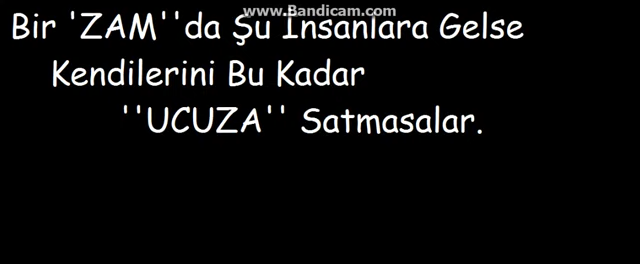 www.Bandicam.com
Bir 'ZAM''da Şu İnsanlara Gelse
Kendilerini Bu Kadar
''UCUZA'' Satmasalar.